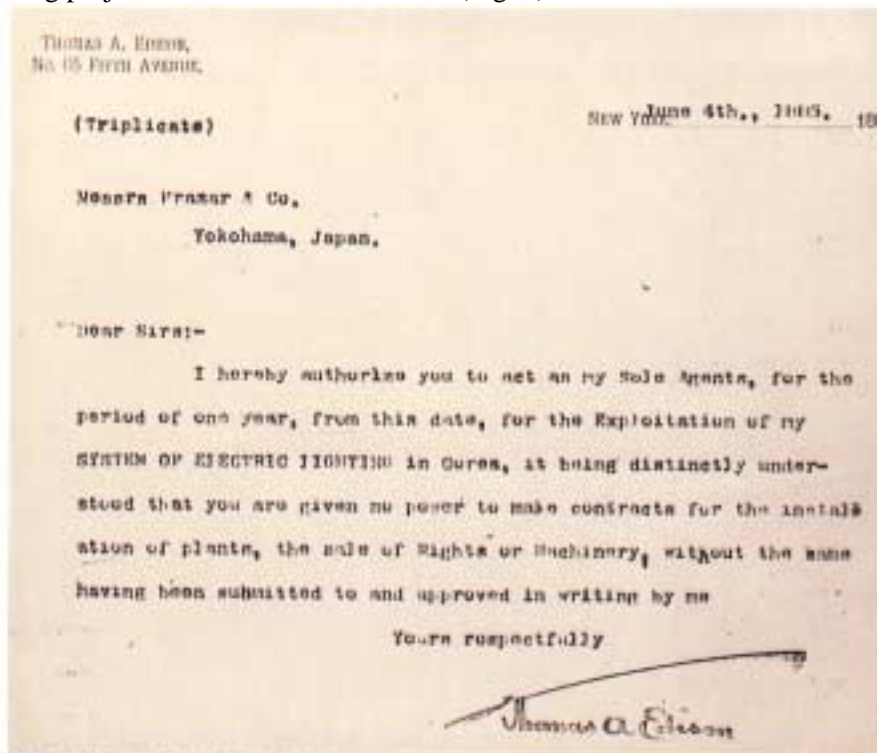 THOMAS A. EDISON,
No. 65 FIFTH AVENUE,
NEW YORK, June 4th., 18
(Triplicate)
Messrs Frazar & Co.
Yokohama, Japan.
Dear Sirs:-
I hereby authorize you to act as my Sole Agents, for the
period of one year, from this date, for the Exploitation of my
SYSTEM OF ELECTRIC LIGHTING in Corea, it being distinctly under-
stood that you are given no power to make contracts for the install
ation of plants, the sale of Rights or Machinery, without the same
having been submitted to and approved in writing by me
Yours respectfully
Thomas A Edison